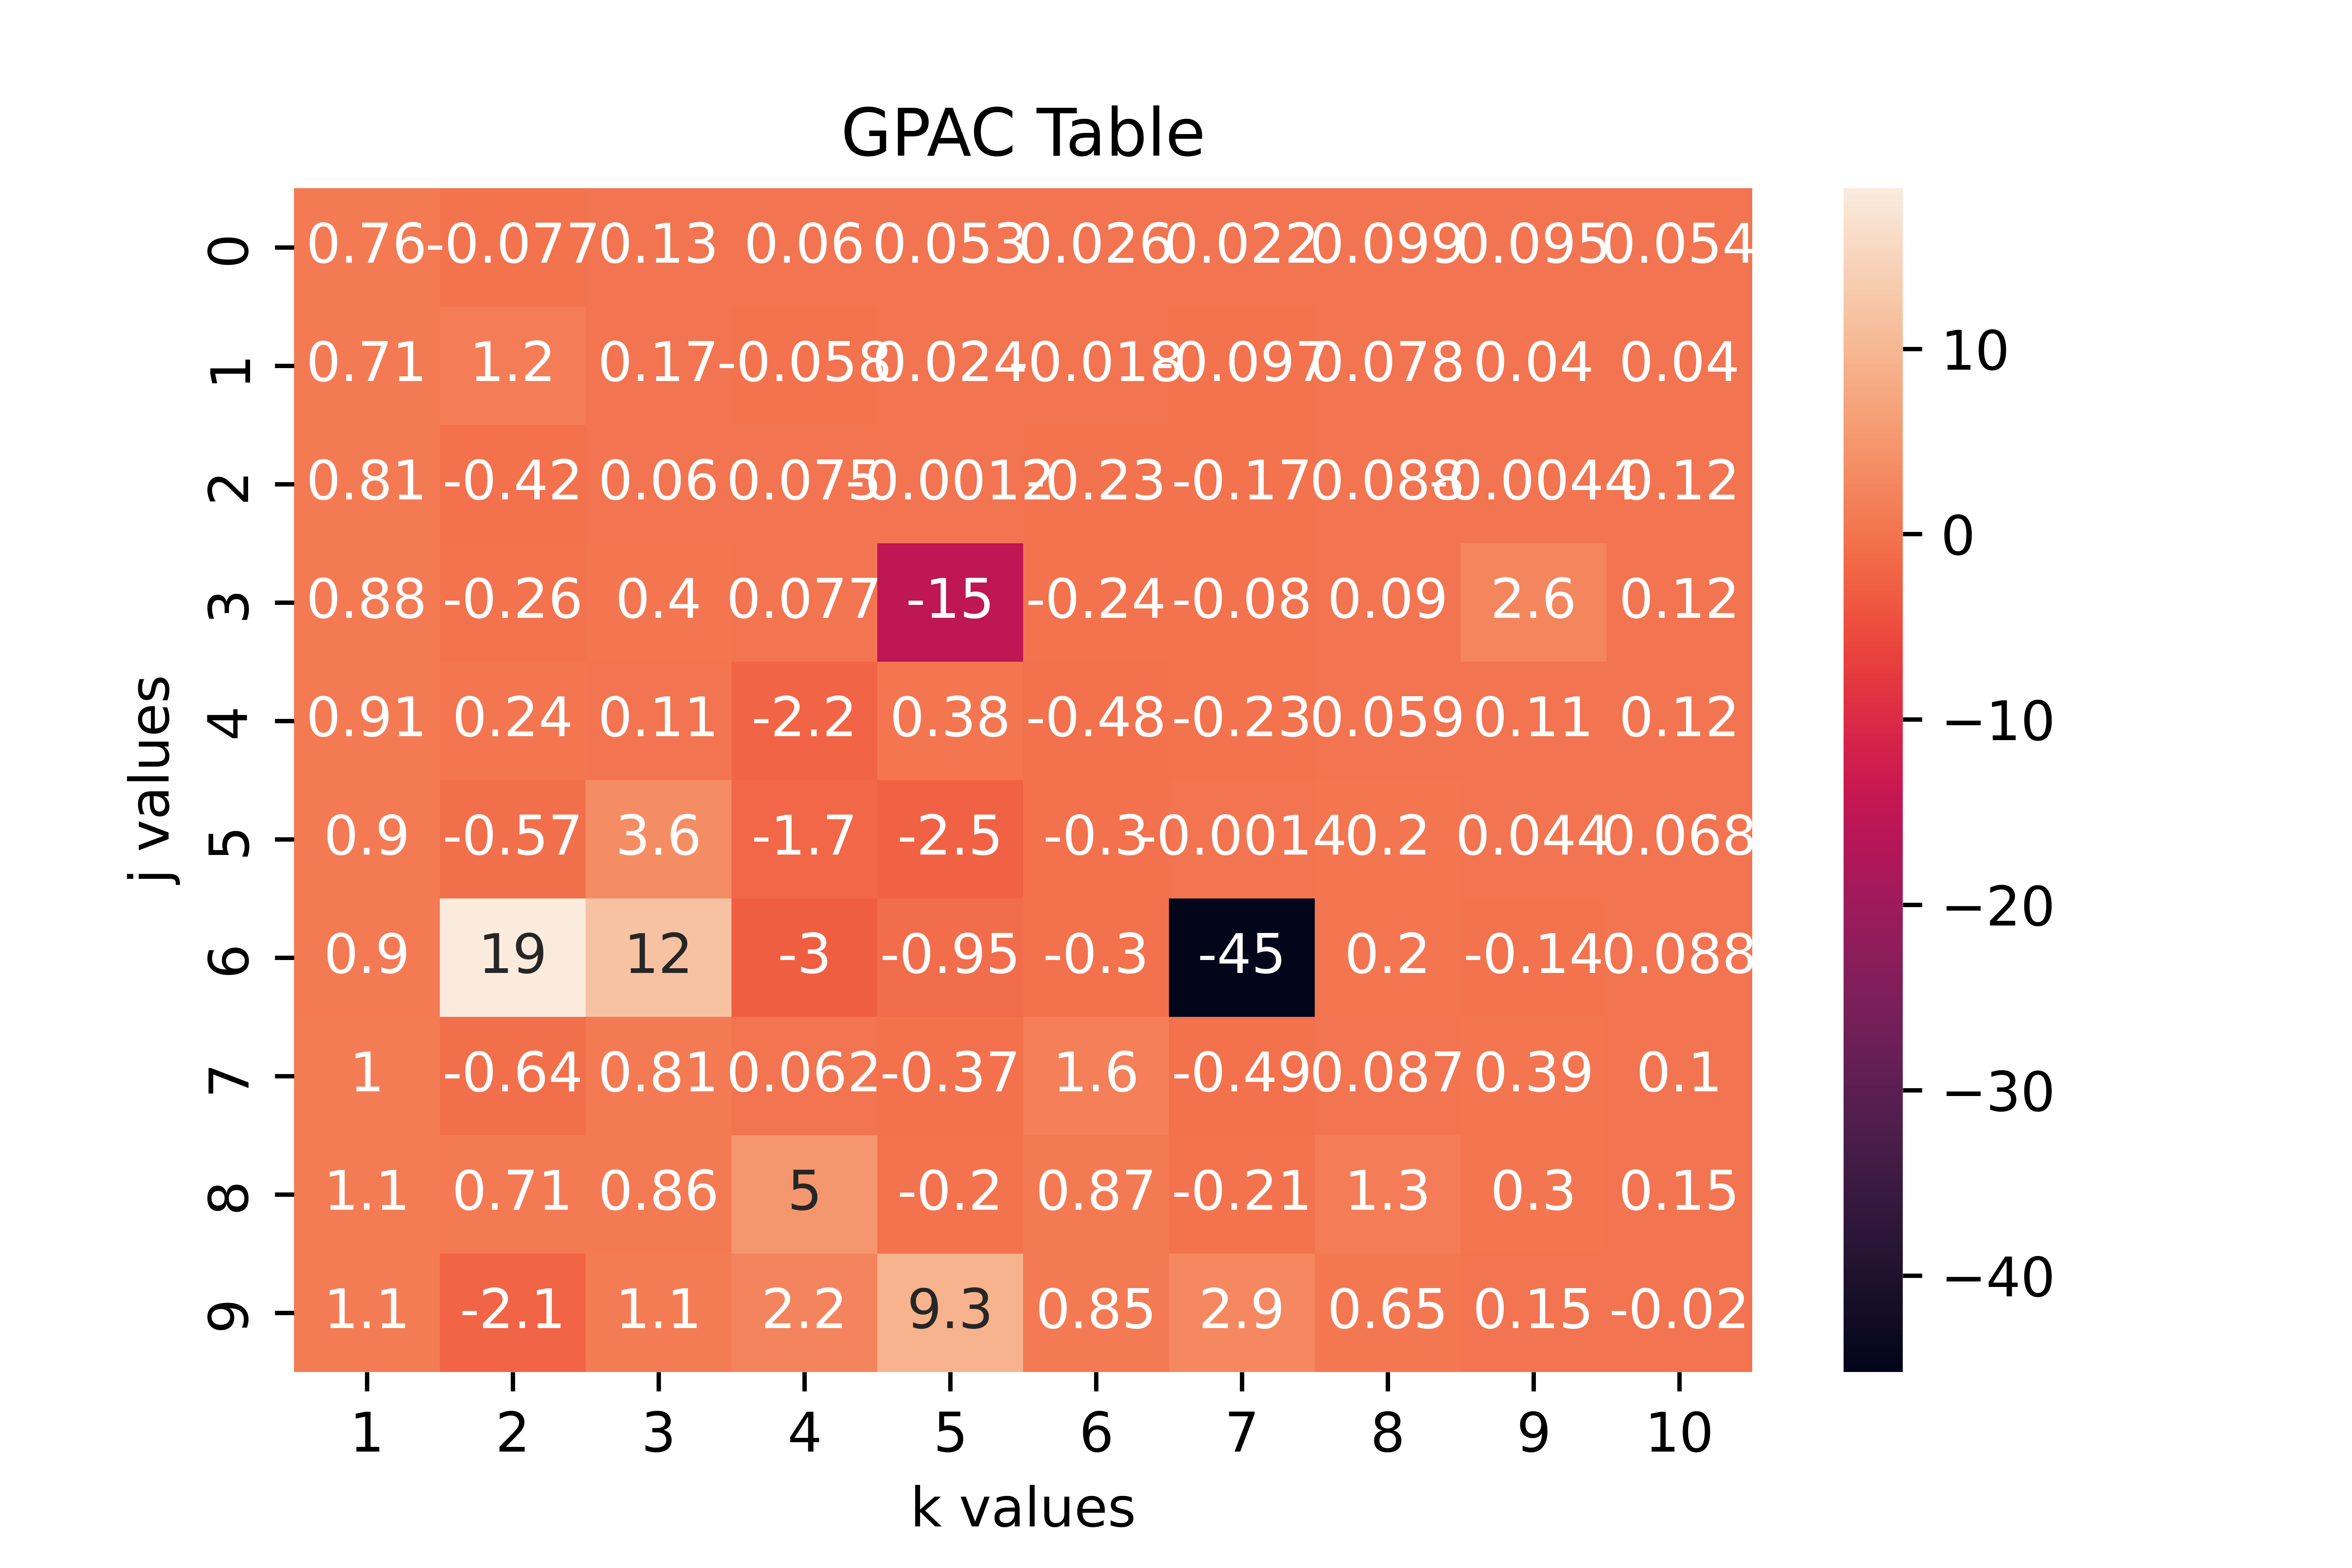 GPAC Table
0 0.76 -0.077 0.13 0.06 0.053 0.026 0.022 0.099 0.095 0.054
1 0.71 1.2 0.17 -0.058 0.024 -0.018 -0.097 0.078 0.04 0.04
2 0.81 -0.42 0.06 0.075 -0.0012 -0.23 -0.17 0.088 -0.0044 0.12
3 0.88 -0.26 0.4 0.077 -15 -0.24 -0.08 0.09 2.6 0.12
4 0.91 0.24 0.11 -2.2 0.38 -0.48 -0.23 0.059 0.11 0.12
5 0.9 -0.57 3.6 -1.7 -2.5 -0.3 -0.0014 0.2 0.044 0.068
6 0.9 19 12 -3 -0.95 -0.3 -45 0.2 -0.14 0.088
7 1 -0.64 0.81 0.062 -0.37 1.6 -0.49 0.087 0.39 0.1
8 1.1 0.71 0.86 5 -0.2 0.87 -0.21 1.3 0.3 0.15
9 1.1 -2.1 1.1 2.2 9.3 0.85 2.9 0.65 0.15 -0.02
1 2 3 4 5 6 7 8 9 10
k values
j values
10
0
−10
−20
−30
−40